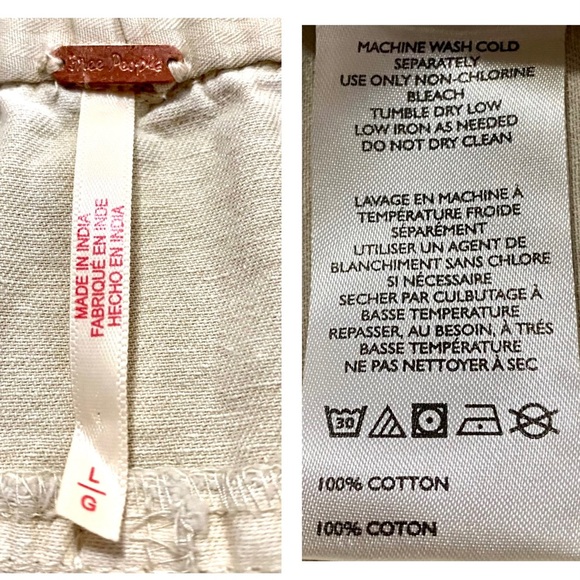 Free People
MADE IN INDIA
FABRIQUÉ EN INDE
HECHO EN INDIA
L/G
MACHINE WASH COLD
SEPARATELY
USE ONLY NON-CHLORINE
BLEACH
TUMBLE DRY LOW
LOW IRON AS NEEDED
DO NOT DRY CLEAN
LAVAGE EN MACHINE À
TEMPÉRATURE FROIDE
SÉPARÉMENT
UTILISER UN AGENT DE
BLANCHIMENT SANS CHLORE
SI NÉCESSAIRE
SECHER PAR CULBUTAGE À
BASSE TEMPERATURE
REPASSER, AU BESOIN, À TRÉS
BASSE TEMPÉRATURE
NE PAS NETTOYER À SEC
30
100% COTTON
100% COTON